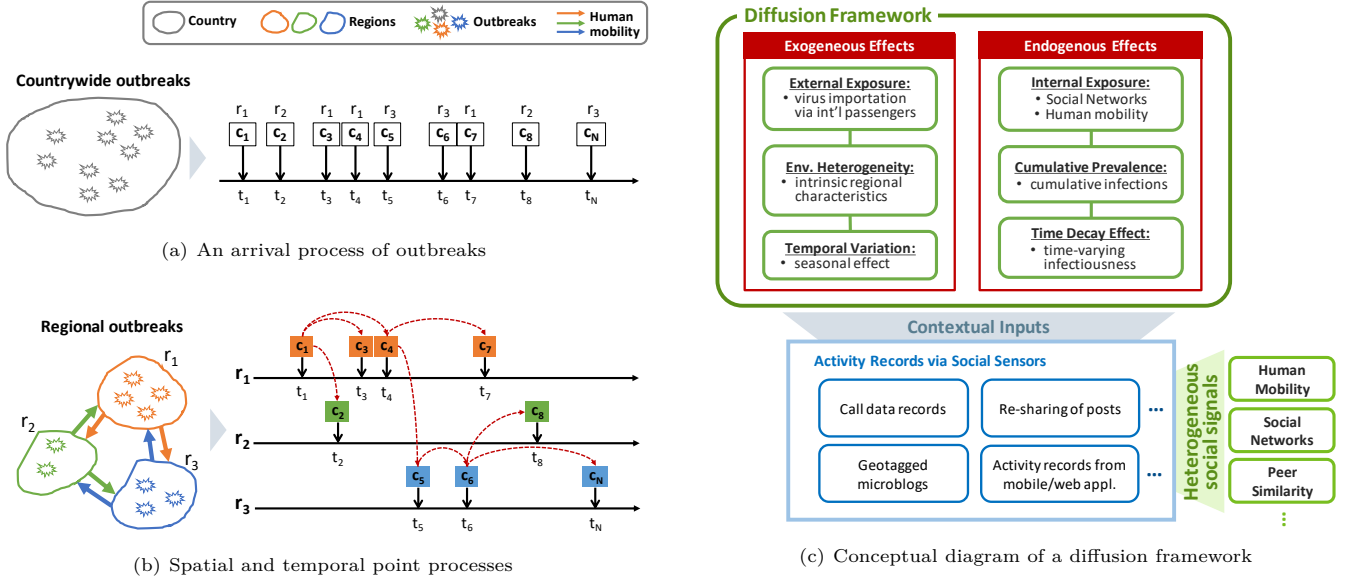 Country
Regions
Outbreaks
Human
mobility
Countrywide outbreaks
r1 r2 r1 r1 r3 r3 r1 r2 r3
c1 c2 c3 c4 c5 c6 c7 c8 cN
t1 t2 t3 t4 t5 t6 t7 t8 tN
(a) An arrival process of outbreaks
Regional outbreaks
r1
r2
r3
c1 c3 c4 c7
r1
t1 t3 t4 t7
c2 c8
r2
t2 t8
c5 c6 cN
r3
t5 t6 tN
(b) Spatial and temporal point processes
Diffusion Framework
Exogeneous Effects
External Exposure:
• virus importation
via int'l passengers
Env. Heterogeneity:
• intrinsic regional
characteristics
Temporal Variation:
• seasonal effect
Endogenous Effects
Internal Exposure:
• Social Networks
• Human mobility
Cumulative Prevalence:
• cumulative infections
Time Decay Effect:
• time-varying
infectiousness
Contextual Inputs
Activity Records via Social Sensors
Call data records
Re-sharing of posts
...
Geotagged
microblogs
Activity records from
mobile/web appl.
...
Heterogeneous
social signals
Human
Mobility
Social
Networks
Peer
Similarity
⋮
(c) Conceptual diagram of a diffusion framework